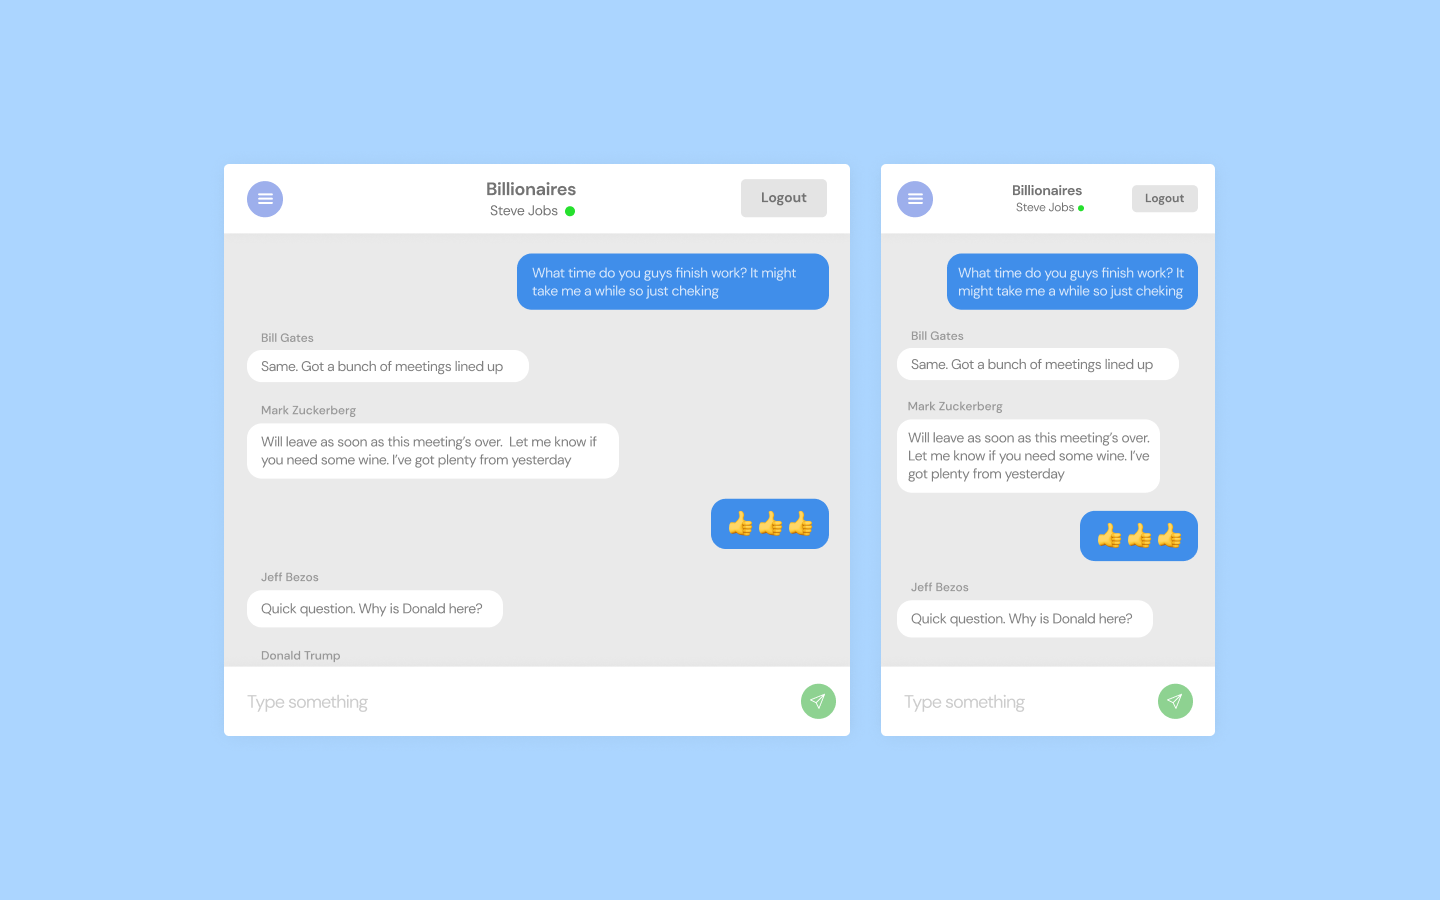 Billionaires
Steve Jobs
Logout
What time do you guys finish work? It might
take me a while so just cheking
Bill Gates
Same. Got a bunch of meetings lined up
Mark Zuckerberg
Will leave as soon as this meeting’s over.  Let me know if
you need some wine. I’ve got plenty from yesterday
👍👍👍
Jeff Bezos
Quick question. Why is Donald here?
Donald Trump
Type something
Billionaires
Steve Jobs
Logout
What time do you guys finish work? It
might take me a while so just cheking
Bill Gates
Same. Got a bunch of meetings lined up
Mark Zuckerberg
Will leave as soon as this meeting’s over.
Let me know if you need some wine. I’ve
got plenty from yesterday
👍👍👍
Jeff Bezos
Quick question. Why is Donald here?
Type something